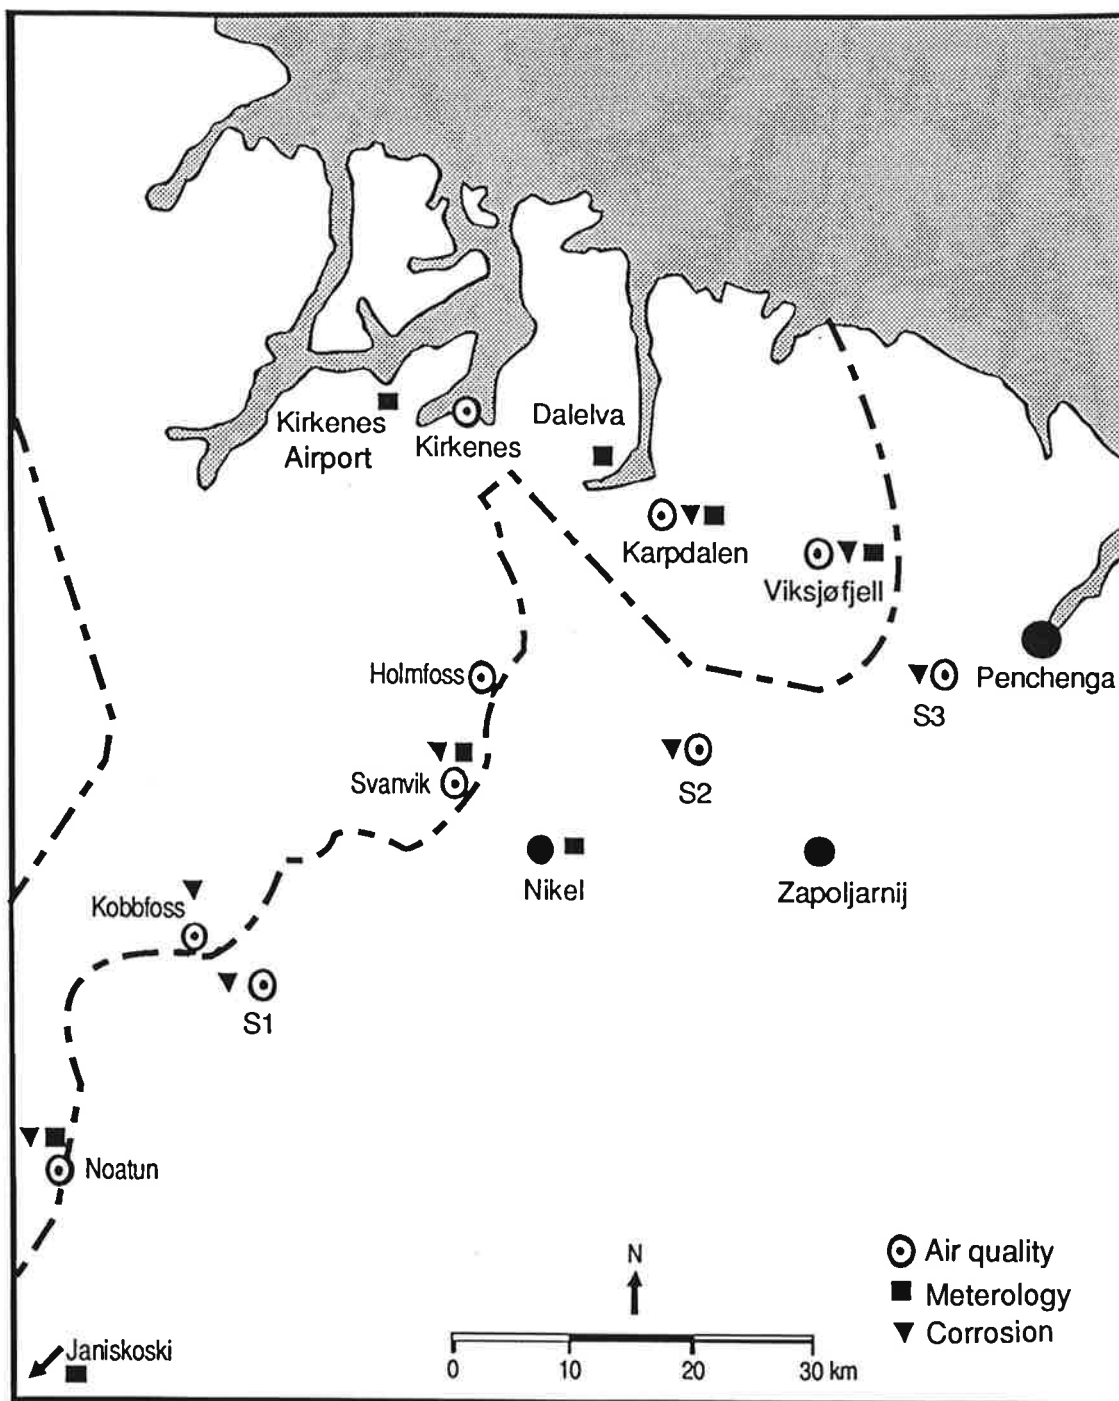 Kirkenes
Airport
Kirkenes
Dalelva
Karpdalen
Viksjøfjell
Holmfoss
Penchenga
S3
Svanvik
S2
Nikel
Zapoljarnij
Kobbfoss
S1
Noatun
N
Air quality
Meterology
Corrosion
Janiskoski
0 10 20 30 km